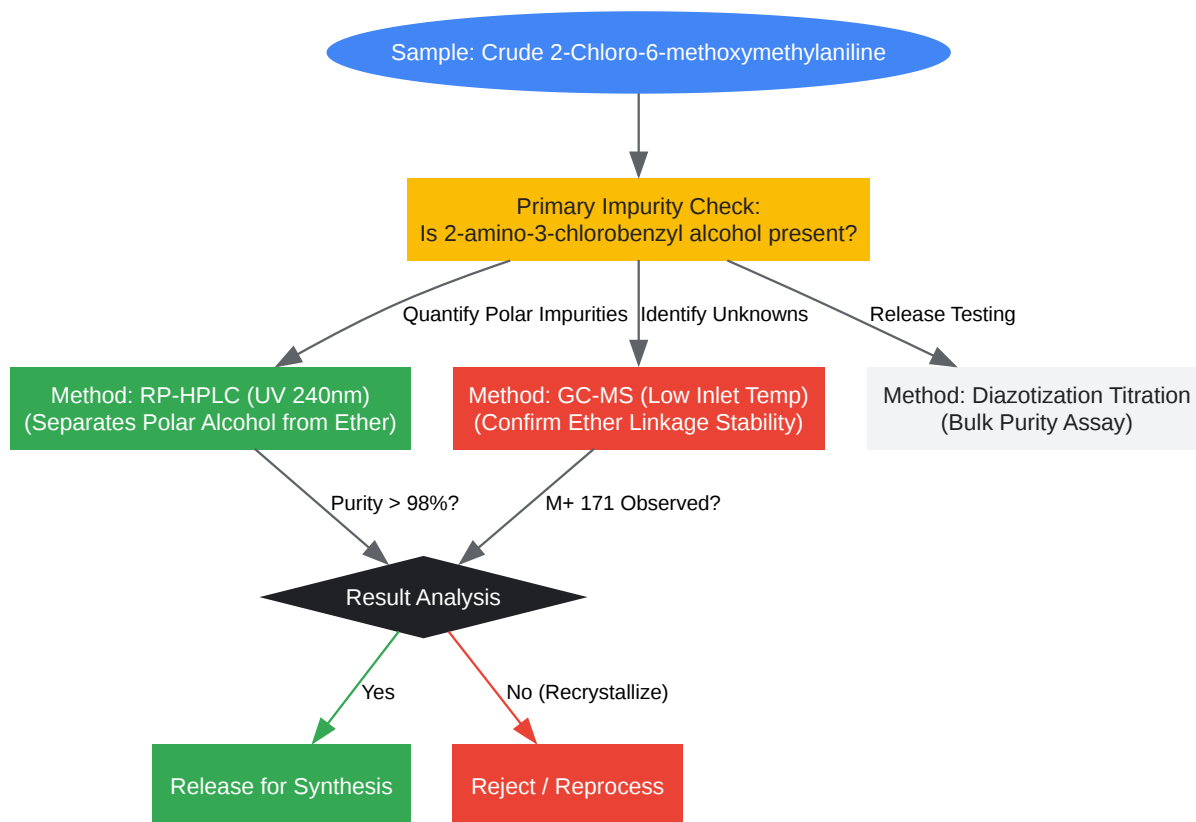 Sample: Crude 2-Chloro-6-methoxymethylaniline
Primary Impurity Check:
Is 2-amino-3-chlorobenzyl alcohol present?
Quantify Polar Impurities
Identify Unknowns
Release Testing
Method: RP-HPLC (UV 240nm)
(Separates Polar Alcohol from Ether)
Method: GC-MS (Low Inlet Temp)
(Confirm Ether Linkage Stability)
Method: Diazotization Titration
(Bulk Purity Assay)
Purity > 98%?
M+ 171 Observed?
Result Analysis
Yes
No (Recrystallize)
Release for Synthesis
Reject / Reprocess